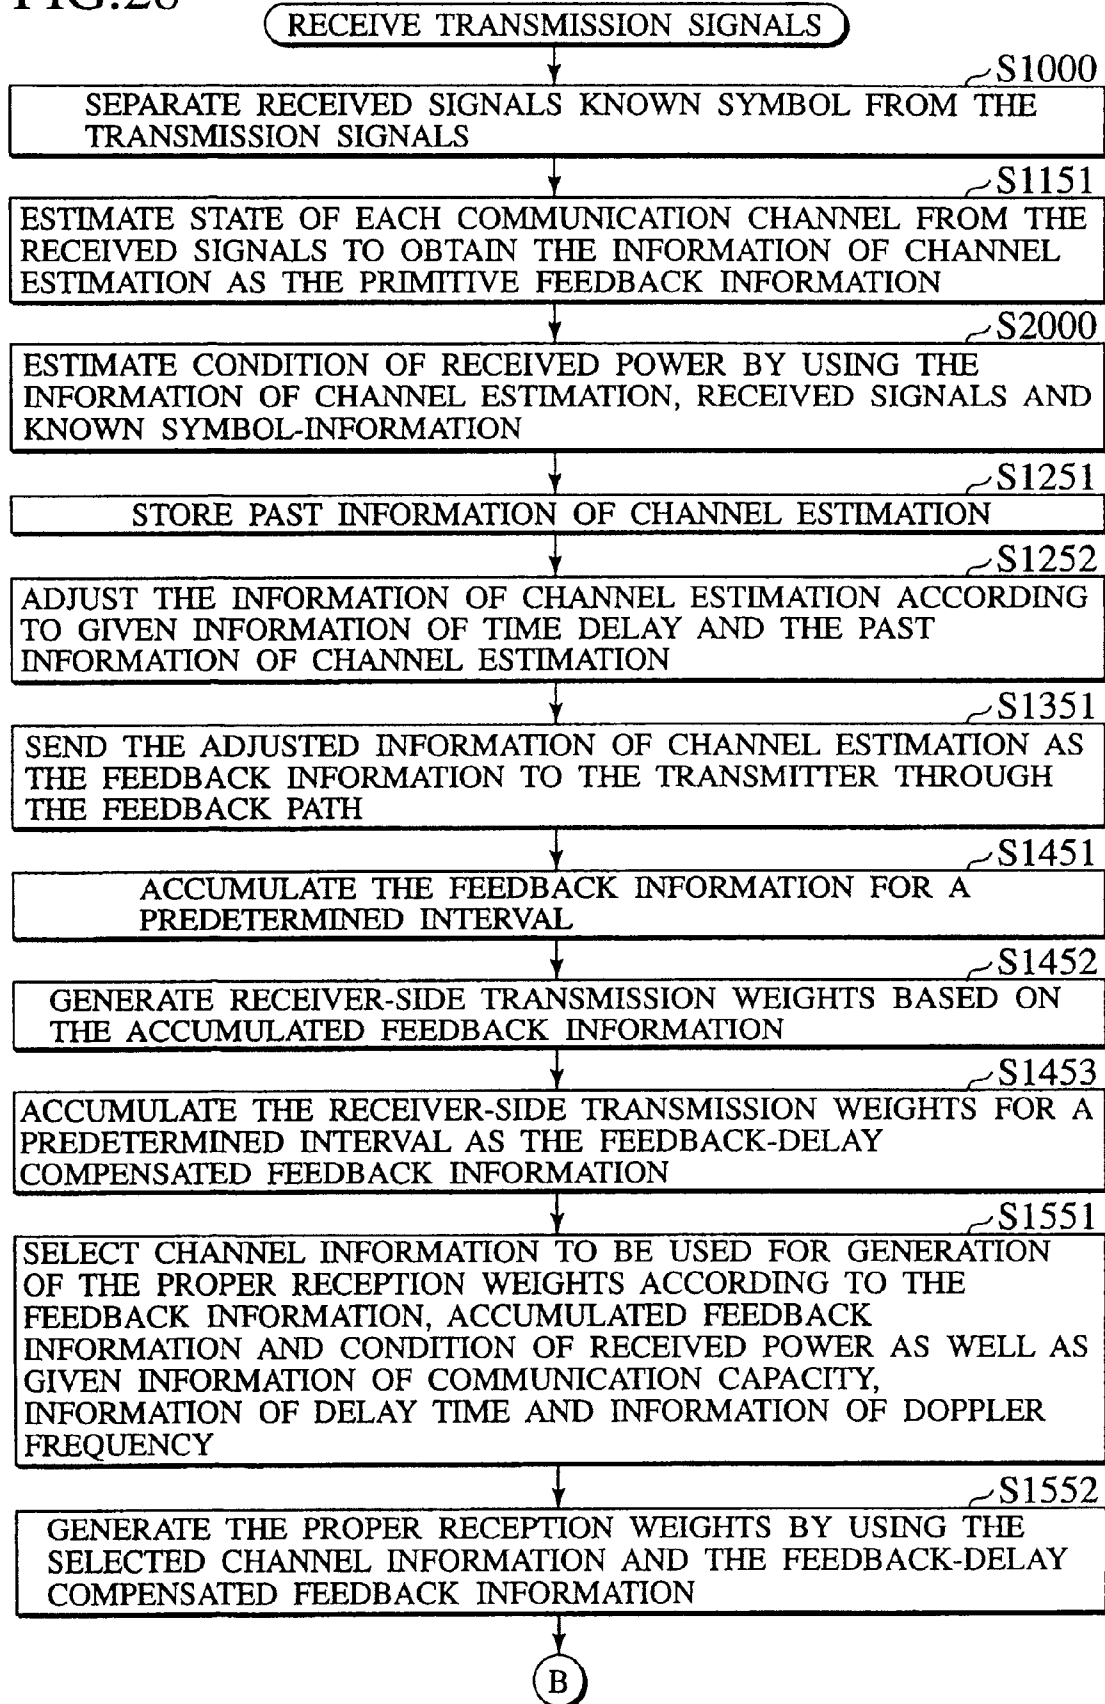 FIG.28
RECEIVE TRANSMISSION SIGNALS
S1000
SEPARATE RECEIVED SIGNALS KNOWN SYMBOL FROM THE
TRANSMISSION SIGNALS
S1151
ESTIMATE STATE OF EACH COMMUNICATION CHANNEL FROM THE
RECEIVED SIGNALS TO OBTAIN THE INFORMATION OF CHANNEL
ESTIMATION AS THE PRIMITIVE FEEDBACK INFORMATION
S2000
ESTIMATE CONDITION OF RECEIVED POWER BY USING THE
INFORMATION OF CHANNEL ESTIMATION, RECEIVED SIGNALS AND
KNOWN SYMBOL-INFORMATION
S1251
STORE PAST INFORMATION OF CHANNEL ESTIMATION
S1252
ADJUST THE INFORMATION OF CHANNEL ESTIMATION ACCORDING
TO GIVEN INFORMATION OF TIME DELAY AND THE PAST
INFORMATION OF CHANNEL ESTIMATION
S1351
SEND THE ADJUSTED INFORMATION OF CHANNEL ESTIMATION AS
THE FEEDBACK INFORMATION TO THE TRANSMITTER THROUGH
THE FEEDBACK PATH
S1451
ACCUMULATE THE FEEDBACK INFORMATION FOR A
PREDETERMINED INTERVAL
S1452
GENERATE RECEIVER-SIDE TRANSMISSION WEIGHTS BASED ON
THE ACCUMULATED FEEDBACK INFORMATION
S1453
ACCUMULATE THE RECEIVER-SIDE TRANSMISSION WEIGHTS FOR A
PREDETERMINED INTERVAL AS THE FEEDBACK-DELAY
COMPENSATED FEEDBACK INFORMATION
S1551
SELECT CHANNEL INFORMATION TO BE USED FOR GENERATION
OF THE PROPER RECEPTION WEIGHTS ACCORDING TO THE
FEEDBACK INFORMATION, ACCUMULATED FEEDBACK
INFORMATION AND CONDITION OF RECEIVED POWER AS WELL AS
GIVEN INFORMATION OF COMMUNICATION CAPACITY,
INFORMATION OF DELAY TIME AND INFORMATION OF DOPPLER
FREQUENCY
S1552
GENERATE THE PROPER RECEPTION WEIGHTS BY USING THE
SELECTED CHANNEL INFORMATION AND THE FEEDBACK-DELAY
COMPENSATED FEEDBACK INFORMATION
B